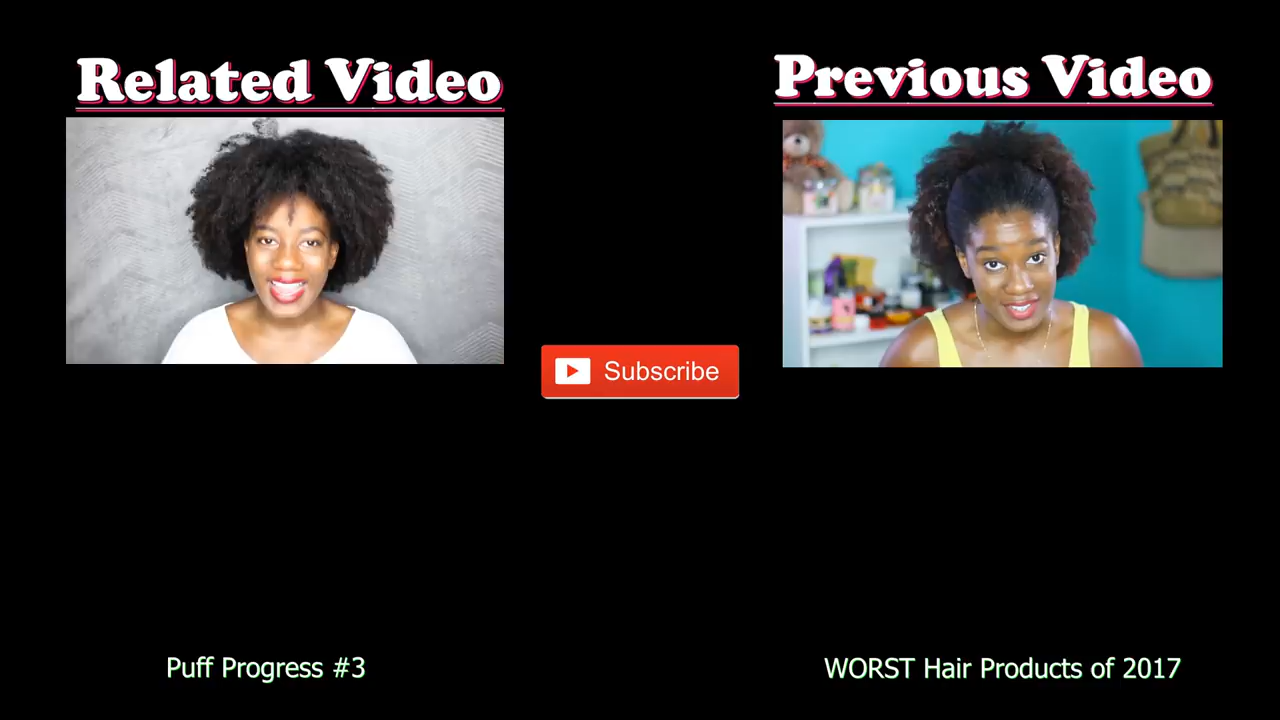 Related Video
Previous Video
Subscribe
Puff Progress #3
WORST Hair Products of 2017